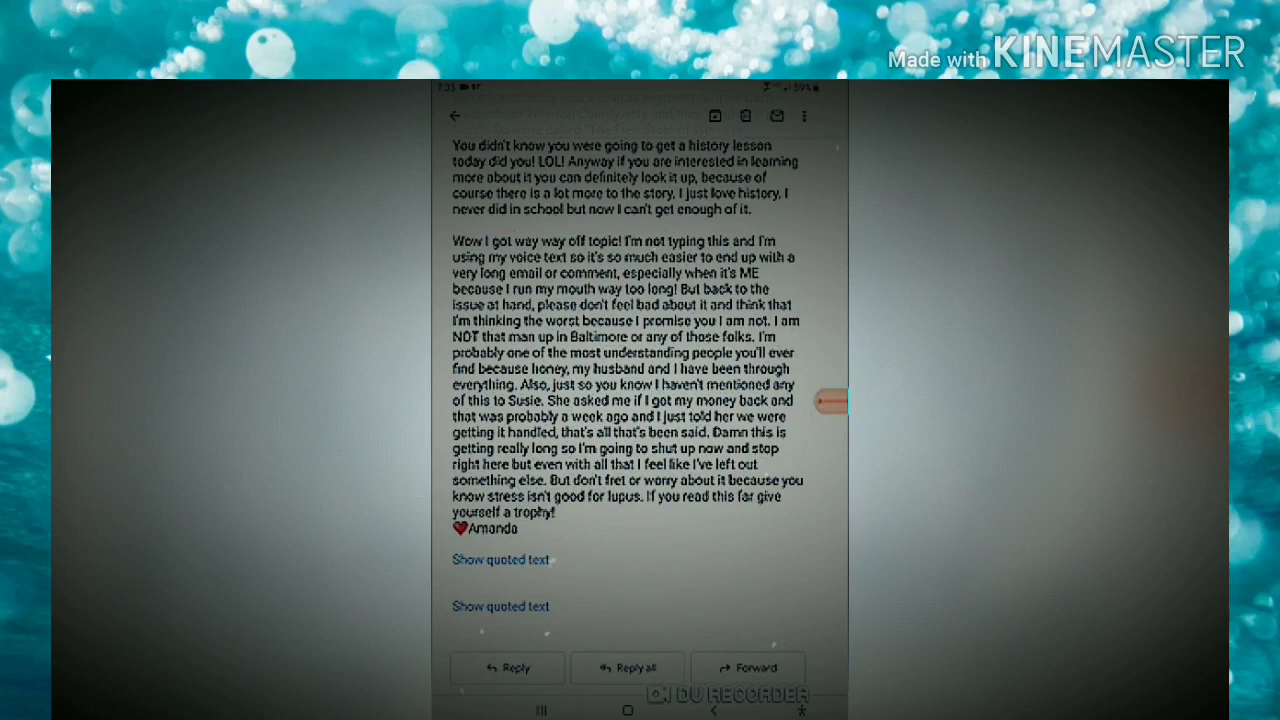 Made with KINEMASTER
7:35
59%
You didn't know you were going to get a history lesson
today did you! LOL! Anyway if you are interested in learning
more about it you can definitely look it up, because of
course there is a lot more to the story, I just love history. I
never did in school but now I can't get enough of it.
Wow I got way way off topic! I'm not typing this and I'm
using my voice text so it's so much easier to end up with a
very long email or comment, especially when it's ME
because I run my mouth way too long! But back to the
issue at hand, please don't feel bad about it and think that
I'm thinking the worst because I promise you I am not. I am
NOT that man up in Baltimore or any of those folks. I'm
probably one of the most understanding people you'll ever
find because honey, my husband and I have been through
everything. Also, just so you know I haven't mentioned any
of this to Susie. She asked me if I got my money back and
that was probably a week ago and I just told her we were
getting it handled, that's all that's been said. Damn this is
getting really long so I'm going to shut up now and stop
right here but even with all that I feel like I've left out
something else. But don't fret or worry about it because you
know stress isn't good for lupus. If you read this far give
yourself a trophy!
❤️Amanda
Show quoted text
Show quoted text
Reply
Reply all
Forward
DU RECORDER